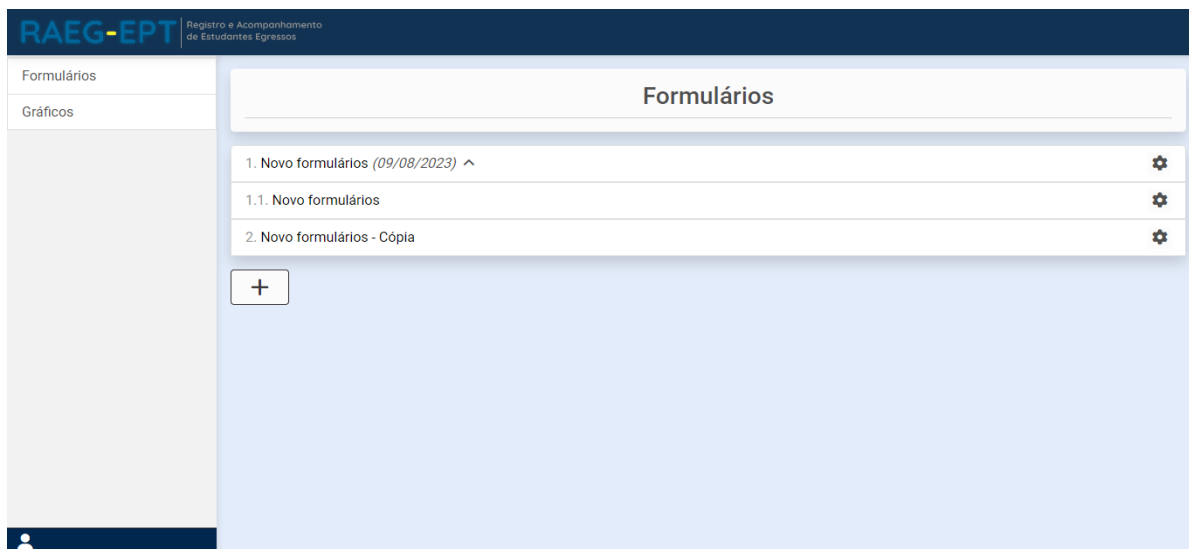 RAEG-EPT
Registro e Acompanhamento
de Estudantes Egressos
Formulários
Gráficos
Formulários
1. Novo formulários (09/08/2023)
1.1. Novo formulários
2. Novo formulários - Cópia